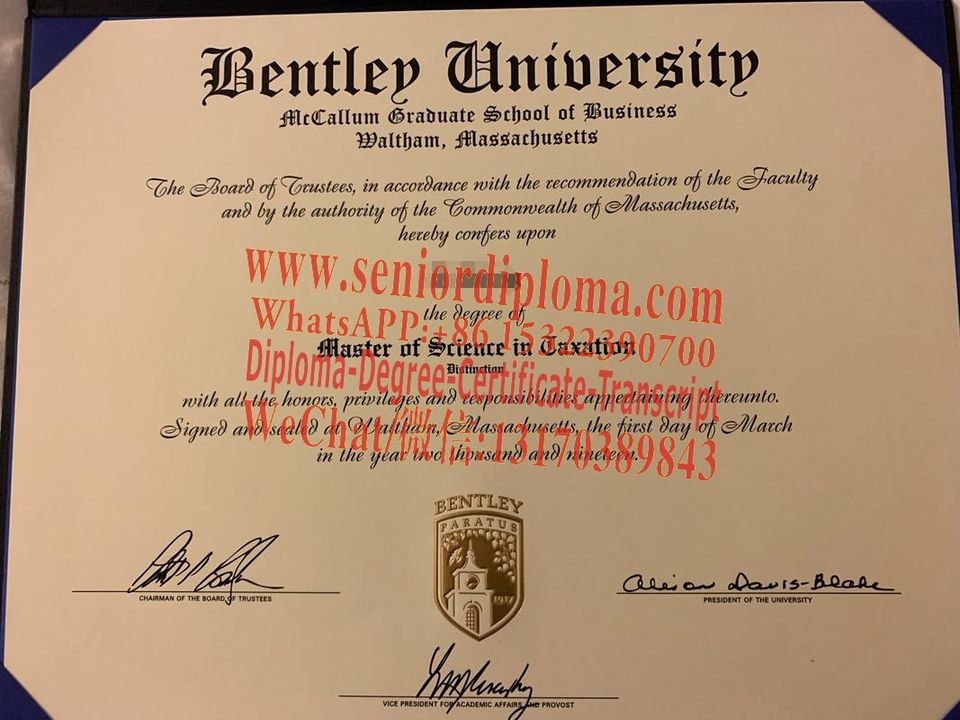 Bentley University
McCallum Graduate School of Business
Waltham, Massachusetts
The Board of Trustees, in accordance with the recommendation of the Faculty
and by the authority of the Commonwealth of Massachusetts,
hereby confers upon
www.seniordiploma.com
the degree of
WhatsAPP:+86 15322390700
Master of Science in Taxation
Distinction
Diploma-Degree-Certificate-Transcript
with all the honors, privileges and responsibilities appertaining thereunto.
Signed and sealed at Waltham, Massachusetts, the first day of March
WeChat/微信:13170389843
in the year two thousand and nineteen.
BENTLEY
PARATUS
1917
CHAIRMAN OF THE BOARD OF TRUSTEES
Alison Davis-Blake
PRESIDENT OF THE UNIVERSITY
VICE PRESIDENT FOR ACADEMIC AFFAIRS AND PROVOST